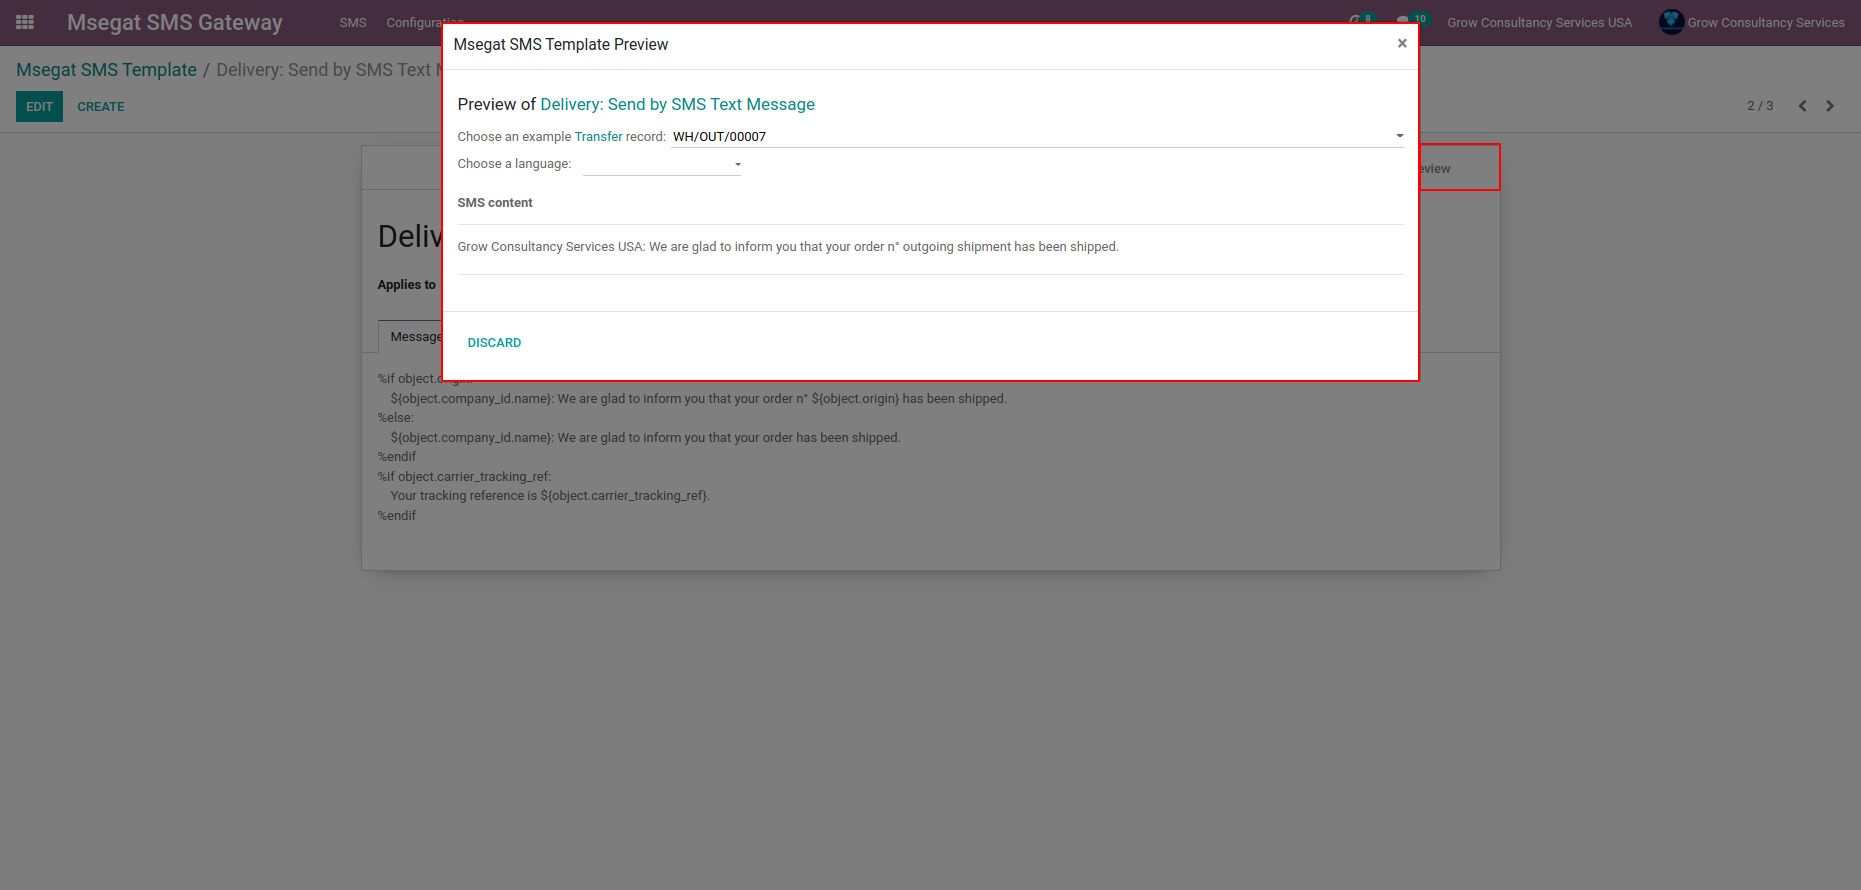 Msegat SMS Gateway
SMS
Configuration
8
10
Grow Consultancy Services USA
Grow Consultancy Services
Msegat SMS Template / Delivery: Send by SMS Text
EDIT
CREATE
2 / 3
Msegat SMS Template Preview
×
Preview of Delivery: Send by SMS Text Message
Choose an example Transfer record: WH/OUT/00007
Choose a language:
SMS content
Grow Consultancy Services USA: We are glad to inform you that your order n° outgoing shipment has been shipped.
DISCARD
eview
Deliv
Applies to
Message
%if object.origin:
${object.company_id.name}: We are glad to inform you that your order n° ${object.origin} has been shipped.
%else:
${object.company_id.name}: We are glad to inform you that your order has been shipped.
%endif
%if object.carrier_tracking_ref:
Your tracking reference is ${object.carrier_tracking_ref}.
%endif